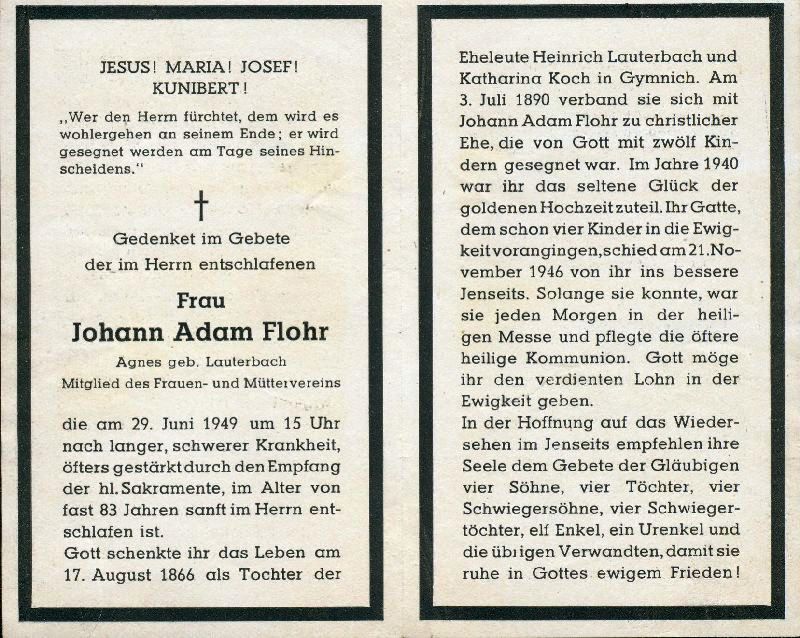 JESUS! MARIA! JOSEF!
KUNIBERT!
„Wer den Herrn fürchtet, dem wird es
wohlergehen an seinem Ende; er wird
gesegnet werden am Tage seines Hin-
scheidens."
Gedenket im Gebete
der im Herrn entschlafenen
Frau
Johann Adam Flohr
Agnes geb. Lauterbach
Mitglied des Frauen- und Müttervereins
die am 29. Juni 1949 um 15 Uhr
nach langer, schwerer Krankheit,
öfters gestärkt durch den Empfang
der hl. Sakramente, im Alter von
fast 83 Jahren sanft im Herrn ent-
schlafen ist.
Gott schenkte ihr das Leben am
17. August 1866 als Tochter der
Eheleute Heinrich Lauterbach und
Katharina Koch in Gymnich. Am
3. Juli 1890 verband sie sich mit
Johann Adam Flohr zu christlicher
Ehe, die von Gott mit zwölf Kin-
dern gesegnet war. Im Jahre 1940
war ihr das seltene Glück der
goldenen Hochzeit zuteil. Ihr Gatte,
dem schon vier Kinder in die Ewig-
keit vorangingen, schied am 21. No-
vember 1946 von ihr ins bessere
Jenseits. Solange sie konnte, war
sie jeden Morgen in der heili-
gen Messe und pflegte die öftere
heilige Kommunion. Gott möge
ihr den verdienten Lohn in der
Ewigkeit geben.
In der Hoffnung auf das Wieder-
sehen im Jenseits empfehlen ihre
Seele dem Gebete der Gläubigen
vier Söhne, vier Töchter, vier
Schwiegersöhne, vier Schwieger-
töchter, elf Enkel, ein Urenkel und
die übrigen Verwandten, damit sie
ruhe in Gottes ewigem Frieden!